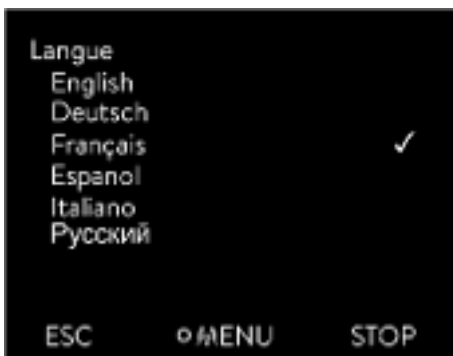 Langue
English
Deutsch
Français ✓
Espanol
Italiano
Русский
ESC MENU STOP